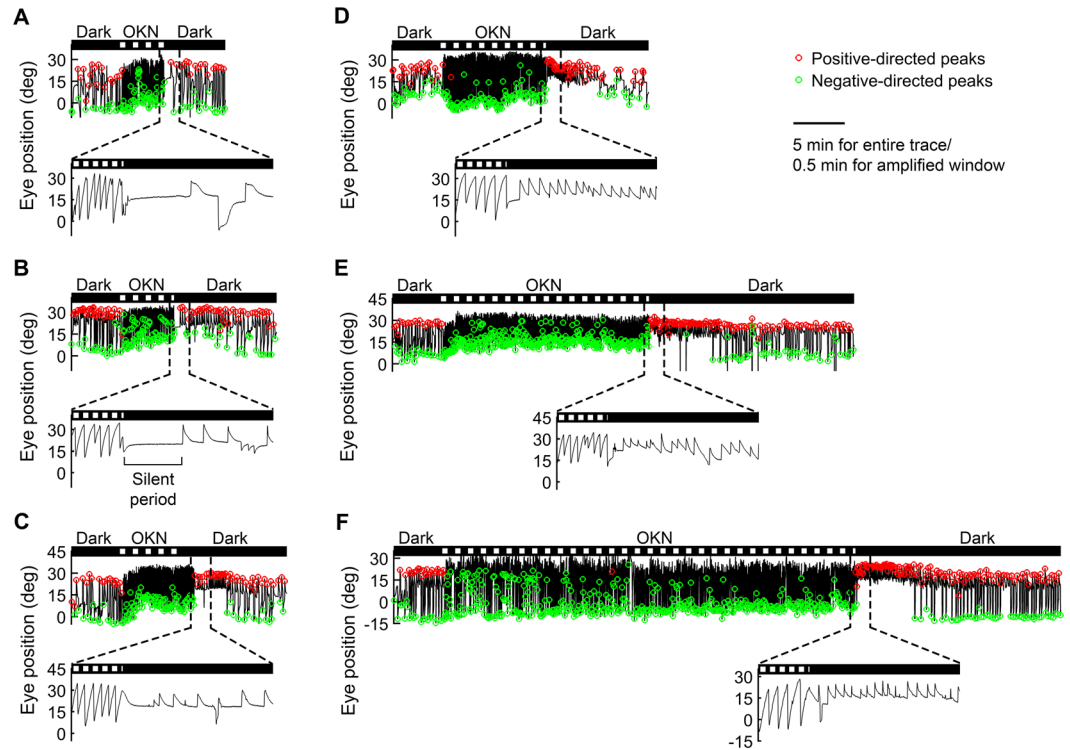 A
Dark OKN Dark
Eye position (deg)
30
15
0
30
15
0
B
Dark OKN Dark
Eye position (deg)
30
15
0
30
15
0
Silent
period
C
Dark OKN Dark
Eye position (deg)
45
30
15
0
45
30
15
0
D
Dark OKN Dark
Eye position (deg)
30
15
0
30
15
0
Positive-directed peaks
Negative-directed peaks
5 min for entire trace/
0.5 min for amplified window
E
Dark OKN Dark
Eye position (deg)
45
30
15
0
45
30
15
0
F
Dark OKN Dark
Eye position (deg)
30
15
0
-15
30
15
0
-15